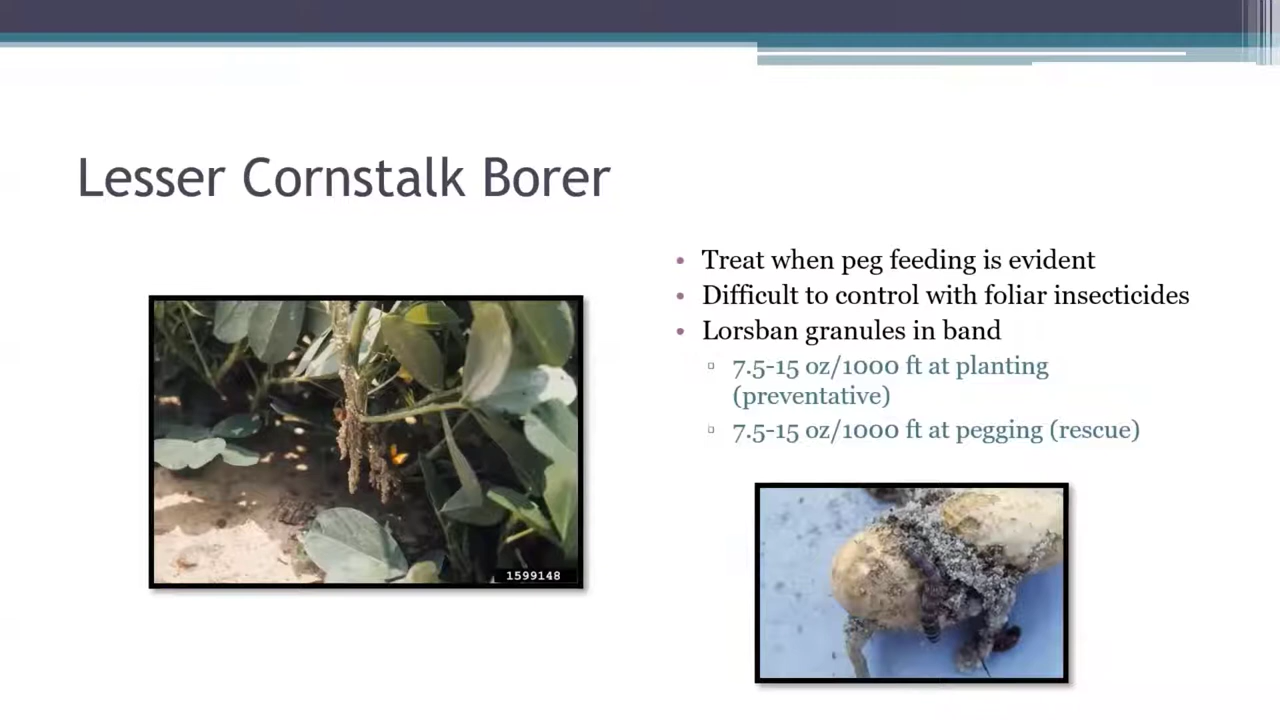 Lesser Cornstalk Borer
• Treat when peg feeding is evident
• Difficult to control with foliar insecticides
• Lorsban granules in band
▫ 7.5-15 oz/1000 ft at planting
(preventative)
▫ 7.5-15 oz/1000 ft at pegging (rescue)
1599148